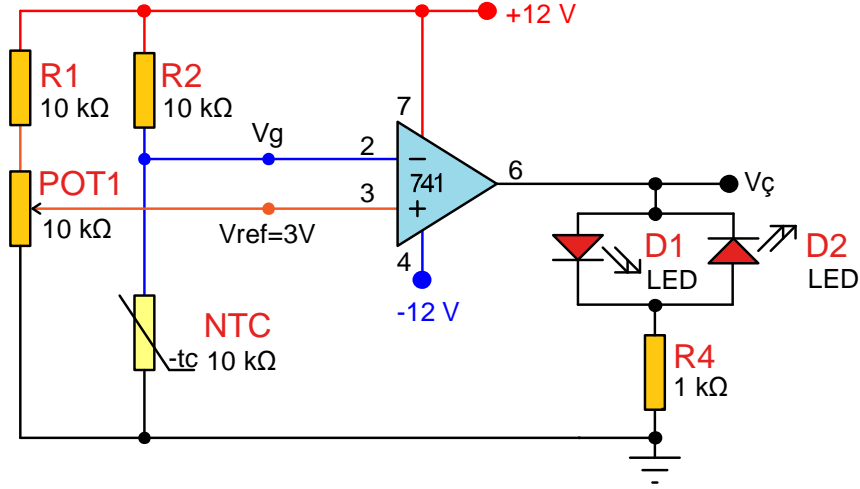 +12 V
R1
10 kΩ
R2
10 kΩ
7
Vg
2
−
741
6
Vç
POT1
10 kΩ
3
+
Vref=3V
4
-12 V
D1
LED
D2
LED
NTC
-tc 10 kΩ
R4
1 kΩ